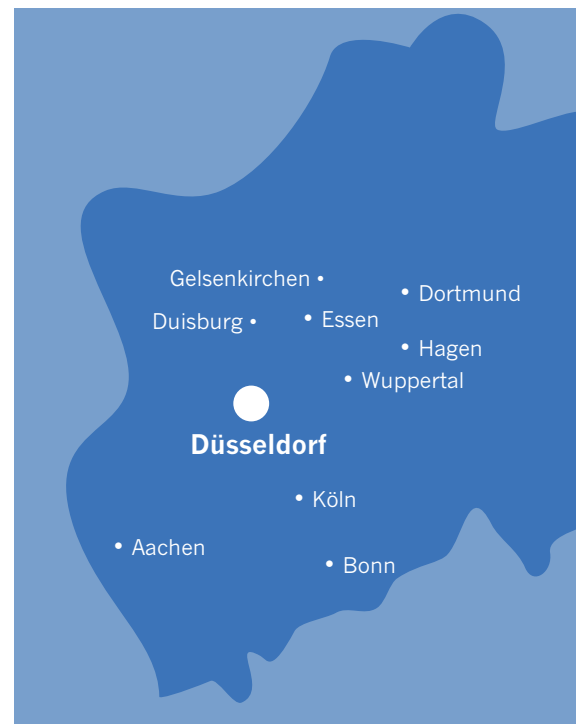 Gelsenkirchen
Dortmund
Duisburg
Essen
Hagen
Wuppertal
Düsseldorf
Köln
Aachen
Bonn